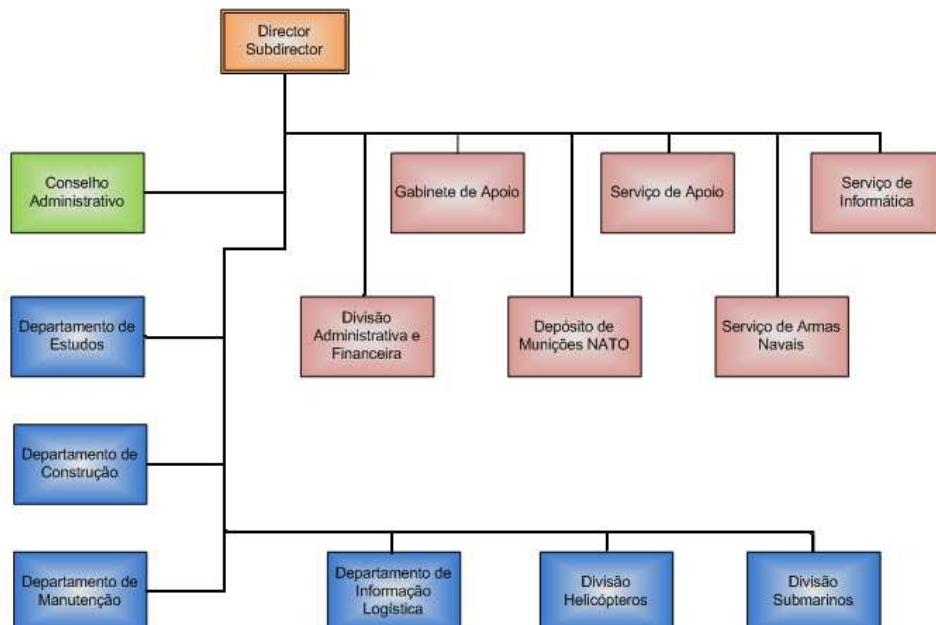 Director
Subdirector
Conselho
Administrativo
Gabinete de Apoio
Serviço de Apoio
Serviço de
Informática
Departamento de
Estudos
Divisão
Administrativa e
Financeira
Depósito de
Munições NATO
Serviço de Armas
Navais
Departamento de
Construção
Departamento de
Manutenção
Departamento de
Informação
Logística
Divisão
Helicópteros
Divisão
Submarinos